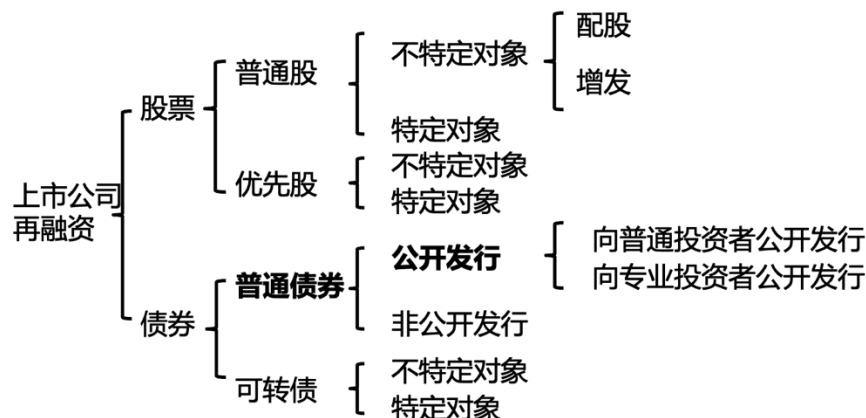 配股
普通股
不特定对象
增发
股票
特定对象
不特定对象
优先股
特定对象
上市公司
再融资
向普通投资者公开发行
公开发行
普通债券
向专业投资者公开发行
债券
非公开发行
不特定对象
可转债
特定对象